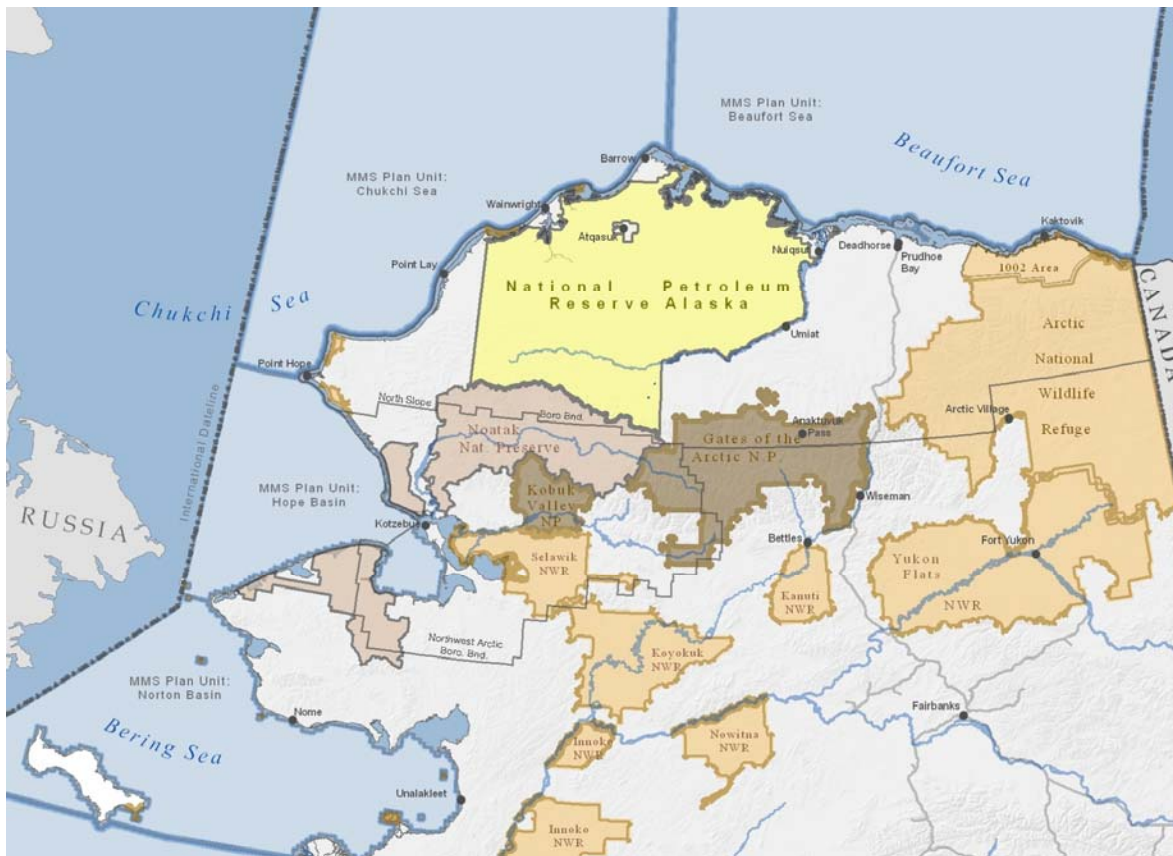 MMS Plan Unit:
Beaufort Sea
Beaufort Sea
Barrow
MMS Plan Unit:
Chukchi Sea
Wainwright
Atqasuk
Kaktovik
Nuiqsut
Deadhorse
Prudhoe
Bay
1002 Area
Point Lay
National Petroleum
Reserve Alaska
CANADA
Chukchi Sea
Umiat
Arctic
National
Wildlife
Refuge
Point Hope
North Slope
Boro Bnd.
Arctic Village
Noatak
Nat. Preserve
Anaktuvuk
Pass
Gates of the
Arctic N.P.
International Dateline
MMS Plan Unit:
Hope Basin
Kobuk
Valley
NP
Wiseman
RUSSIA
Kotzebue
Bettles
Fort Yukon
Selawik
NWR
Yukon
Flats
NWR
Kanuti
NWR
Northwest Arctic
Boro. Bnd.
Koyokuk
NWR
MMS Plan Unit:
Norton Basin
Nome
Fairbanks
Bering Sea
Innoko
NWR
Nowitna
NWR
Unalakleet
Innoko
NWR